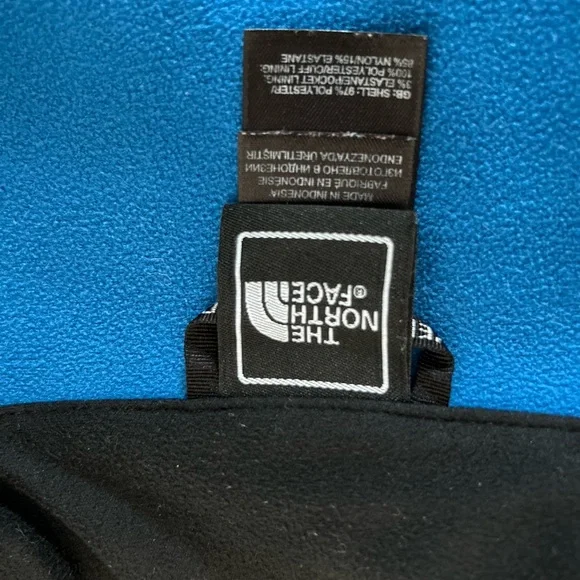 THE
NORTH
FACE®
MADE IN INDONESIA
FABRIQUÉ EN INDONESIE
ИЗГОТОВЛЕНО В ИНДОНЕЗИИ
ENDONEZYADA ÜRETILMIŞTIR
GB: SHELL: 97% POLYESTER/
3% ELASTANE/POCKET LINING:
100% POLYESTER/CUFF LINING:
85% NYLON/15% ELASTANE